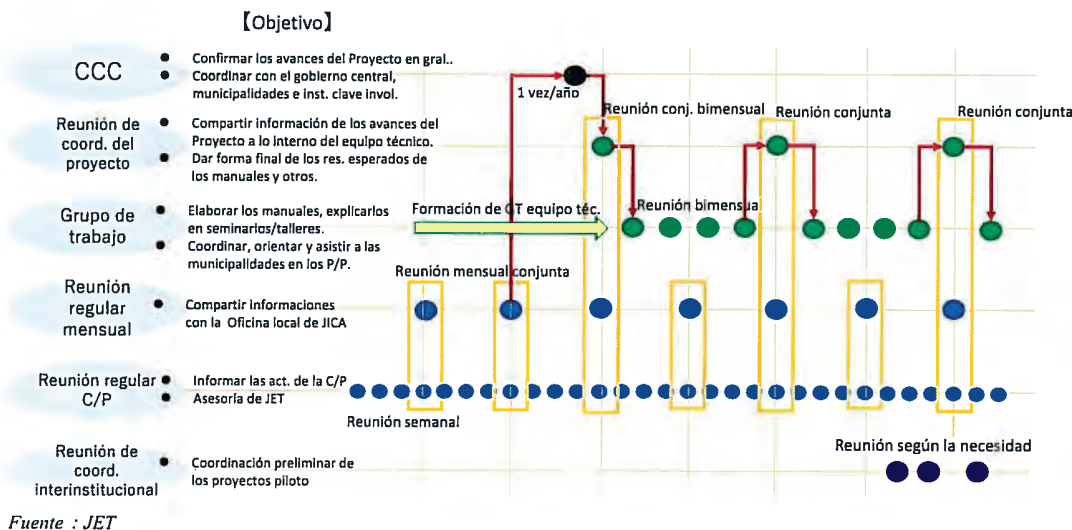 【Objetivo】
CCC
● Confirmar los avances del Proyecto en gral..
● Coordinar con el gobierno central,
municipalidades e inst. clave invol.
1 vez/año
Reunión de
coord. del
proyecto
● Compartir información de los avances del
Proyecto a lo interno del equipo técnico.
● Dar forma final de los res. esperados de
los manuales y otros.
Reunión conj. bimensual
Reunión conjunta
Reunión conjunta
Grupo de
trabajo
● Elaborar los manuales, explicarlos
en seminarios/talleres.
● Coordinar, orientar y asistir a las
municipalidades en los P/P.
Formación de GT equipo téc.
Reunión bimensua
Reunión
regular
mensual
● Compartir informaciones
con la Oficina local de JICA
Reunión mensual conjunta
Reunión regular
C/P
● Informar las act. de la C/P
● Asesoría de JET
Reunión semanal
Reunión de
coord.
interinstitucional
● Coordinación preliminar de
los proyectos piloto
Reunión según la necesidad
Fuente : JET